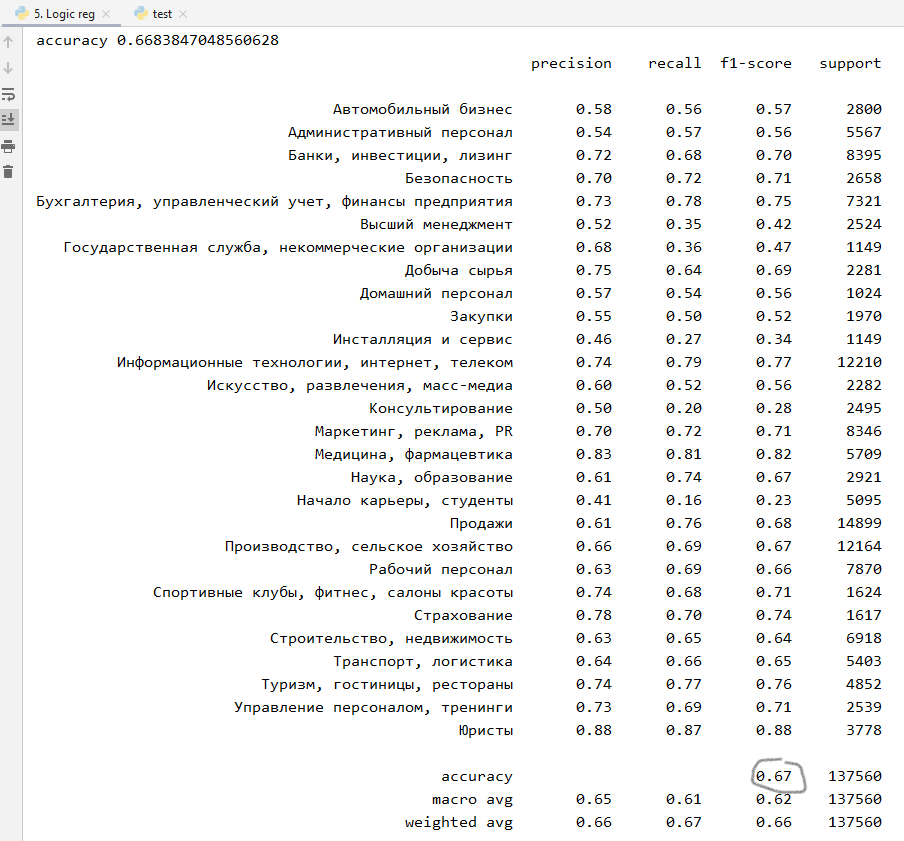 5. Logic reg test
accuracy 0.6683847048560628
precision recall f1-score support
Автомобильный бизнес 0.58 0.56 0.57 2800
Административный персонал 0.54 0.57 0.56 5567
Банки, инвестиции, лизинг 0.72 0.68 0.70 8395
Безопасность 0.70 0.72 0.71 2658
Бухгалтерия, управленческий учет, финансы предприятия 0.73 0.78 0.75 7321
Высший менеджмент 0.52 0.35 0.42 2524
Государственная служба, некоммерческие организации 0.68 0.36 0.47 1149
Добыча сырья 0.75 0.64 0.69 2281
Домашний персонал 0.57 0.54 0.56 1024
Закупки 0.55 0.50 0.52 1970
Инсталляция и сервис 0.46 0.27 0.34 1149
Информационные технологии, интернет, телеком 0.74 0.79 0.77 12210
Искусство, развлечения, масс-медиа 0.60 0.52 0.56 2282
Консультирование 0.50 0.20 0.28 2495
Маркетинг, реклама, PR 0.70 0.72 0.71 8346
Медицина, фармацевтика 0.83 0.81 0.82 5709
Наука, образование 0.61 0.74 0.67 2921
Начало карьеры, студенты 0.41 0.16 0.23 5095
Продажи 0.61 0.76 0.68 14899
Производство, сельское хозяйство 0.66 0.69 0.67 12164
Рабочий персонал 0.63 0.69 0.66 7870
Спортивные клубы, фитнес, салоны красоты 0.74 0.68 0.71 1624
Страхование 0.78 0.70 0.74 1617
Строительство, недвижимость 0.63 0.65 0.64 6918
Транспорт, логистика 0.64 0.66 0.65 5403
Туризм, гостиницы, рестораны 0.74 0.77 0.76 4852
Управление персоналом, тренинги 0.73 0.69 0.71 2539
Юристы 0.88 0.87 0.88 3778
accuracy 0.67 137560
macro avg 0.65 0.61 0.62 137560
weighted avg 0.66 0.67 0.66 137560